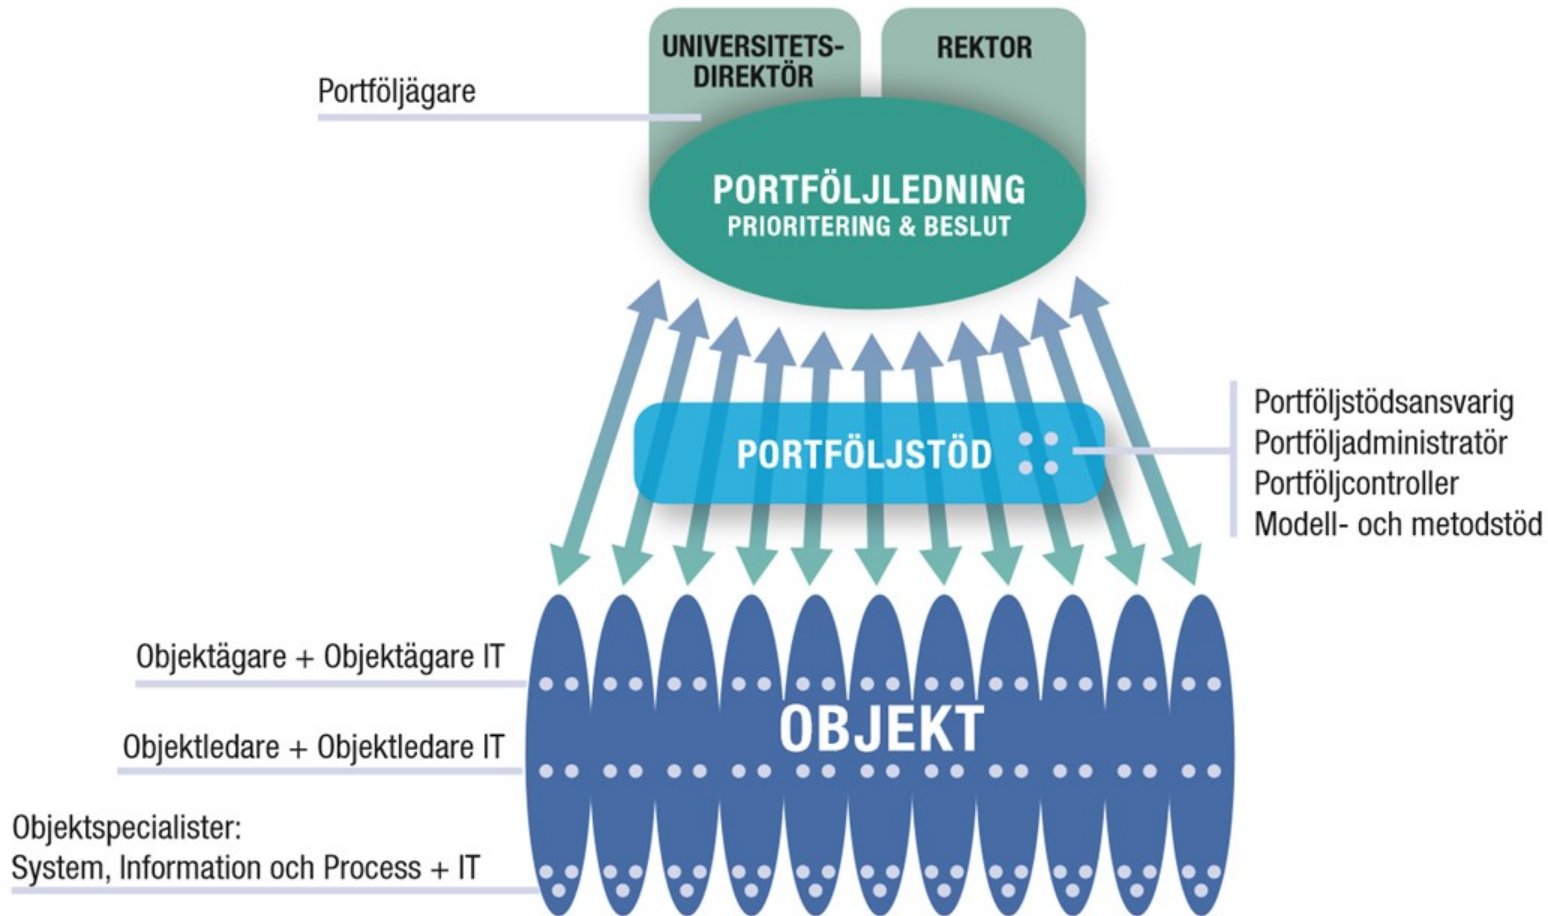 UNIVERSITETS-
DIREKTÖR
REKTOR
Portföljägare
PORTFÖLJLEDNING
PRIORITERING & BESLUT
PORTFÖLJSTÖD
Portföljstödsansvarig
Portföljadministratör
Portföljcontroller
Modell- och metodstöd
Objektägare + Objektägare IT
OBJEKT
Objektledare + Objektledare IT
Objektspecialister:
System, Information och Process + IT